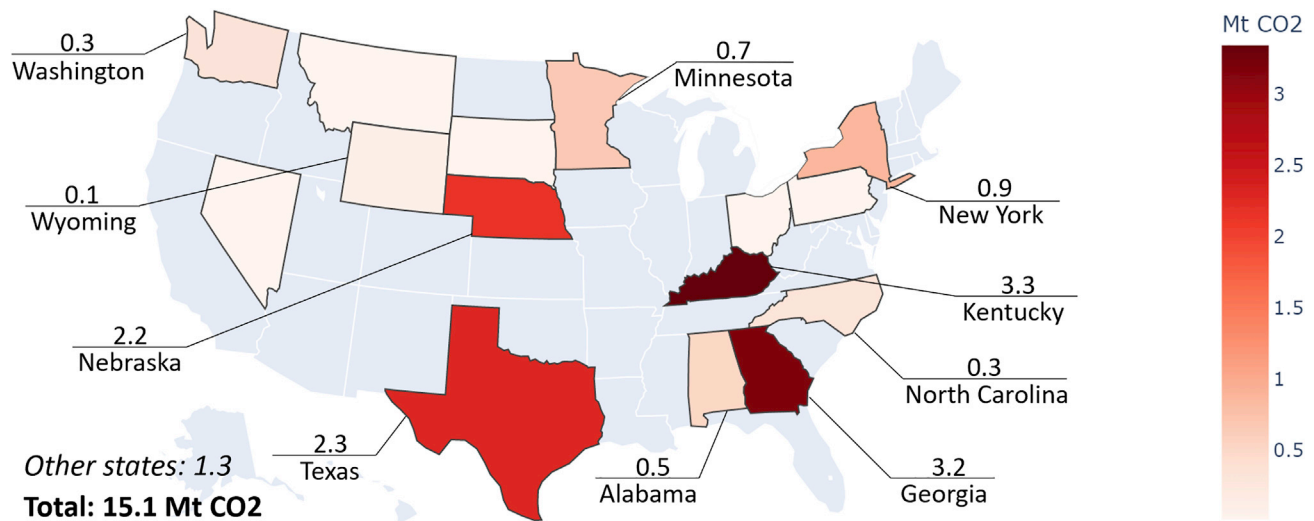 Mt CO2
3
2.5
2
1.5
1
0.5
0.3
Washington
0.7
Minnesota
0.1
Wyoming
0.9
New York
2.2
Nebraska
3.3
Kentucky
0.3
North Carolina
2.3
Texas
0.5
Alabama
3.2
Georgia
Other states: 1.3
Total: 15.1 Mt CO2